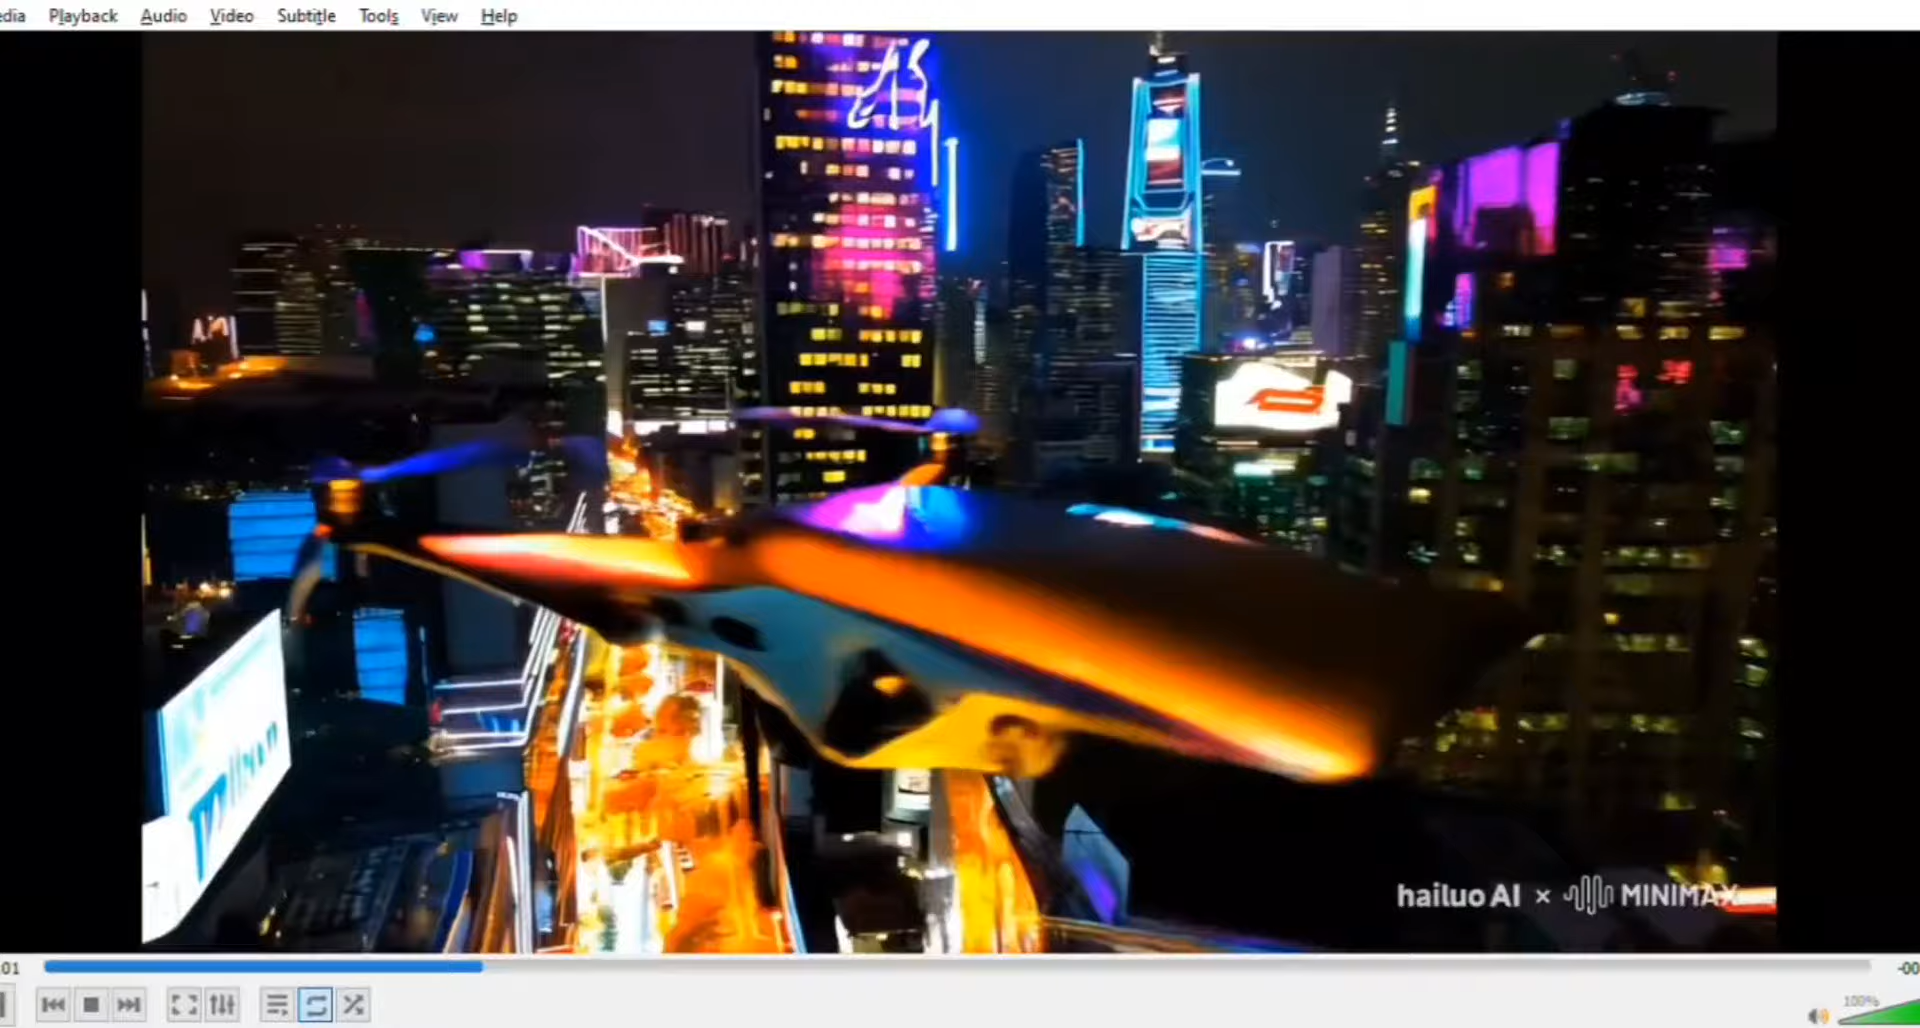 edia Playback Audio Video Subtitle Tools View Help
hailuo AI × MINIMAX
:01
-00
100%